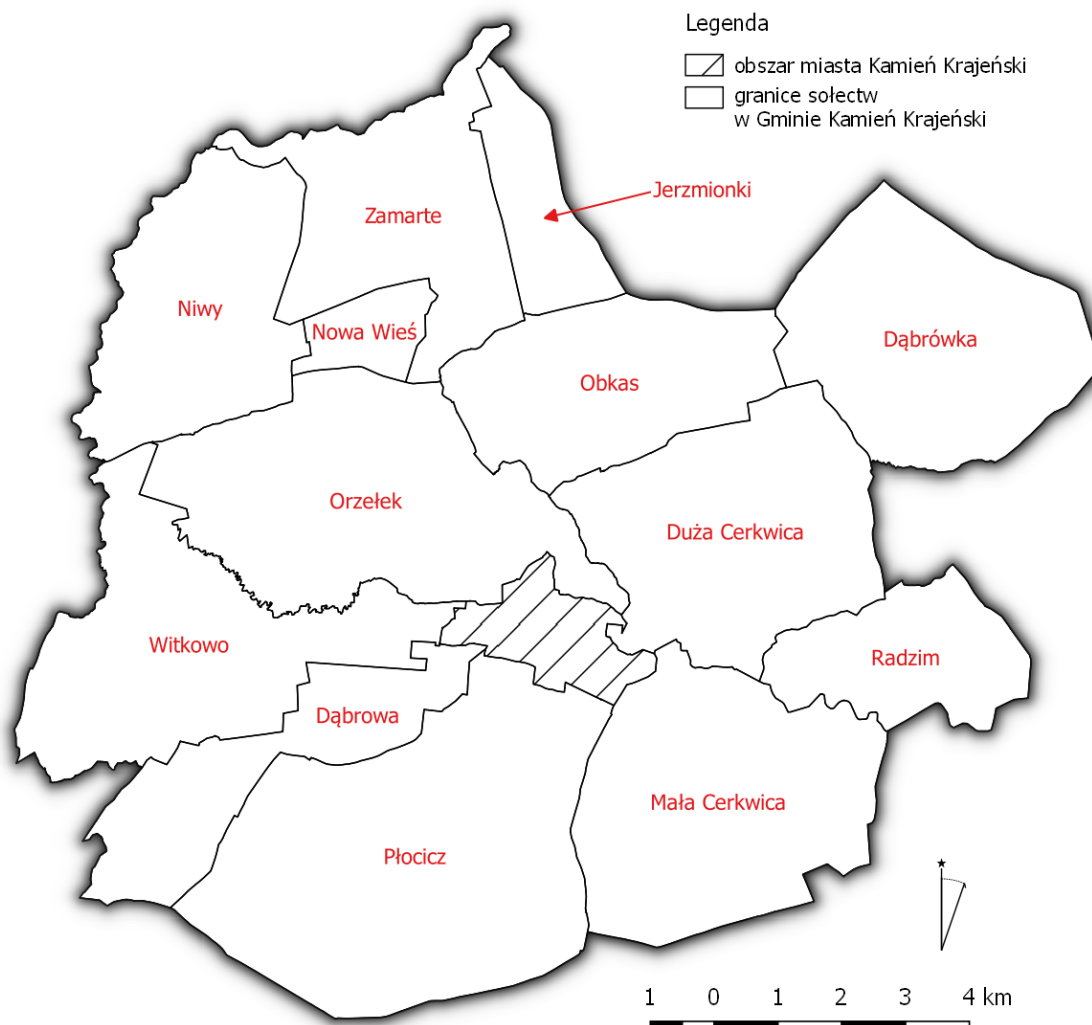 Legenda
obszar miasta Kamień Krajeński
granice sołectw
w Gminie Kamień Krajeński
Jerzmionki
Zamarte
Niwy
Nowa Wieś
Dąbrówka
Obkas
Orzełek
Duża Cerkwica
Witkowo
Radzim
Dąbrowa
Mała Cerkwica
Płocicz
1 0 1 2 3 4 km